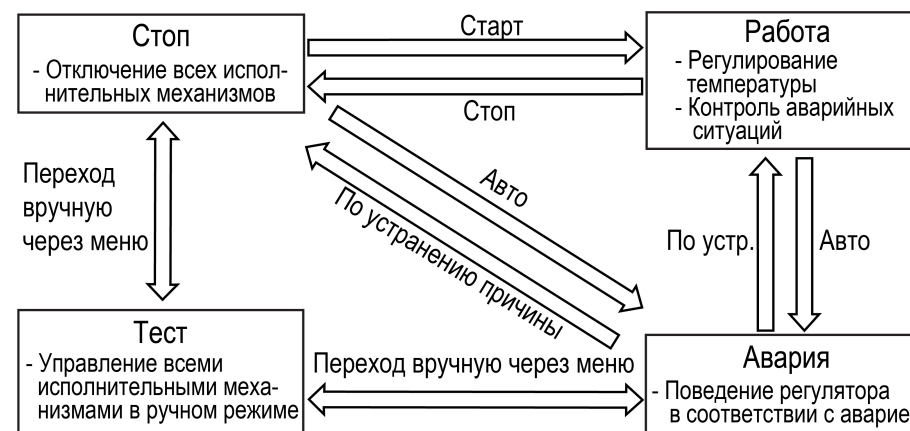 Стоп
- Отключение всех испол-
нительных механизмов
Старт
Стоп
Работа
- Регулирование
температуры
- Контроль аварийных
ситуаций
Переход
вручную
через меню
Авто
По устранению причины
По устр.
Авто
Тест
- Управление всеми
исполнительными меха-
низмами в ручном режиме
Переход вручную через меню
Авария
- Поведение регулятора
в соответствии с аварие